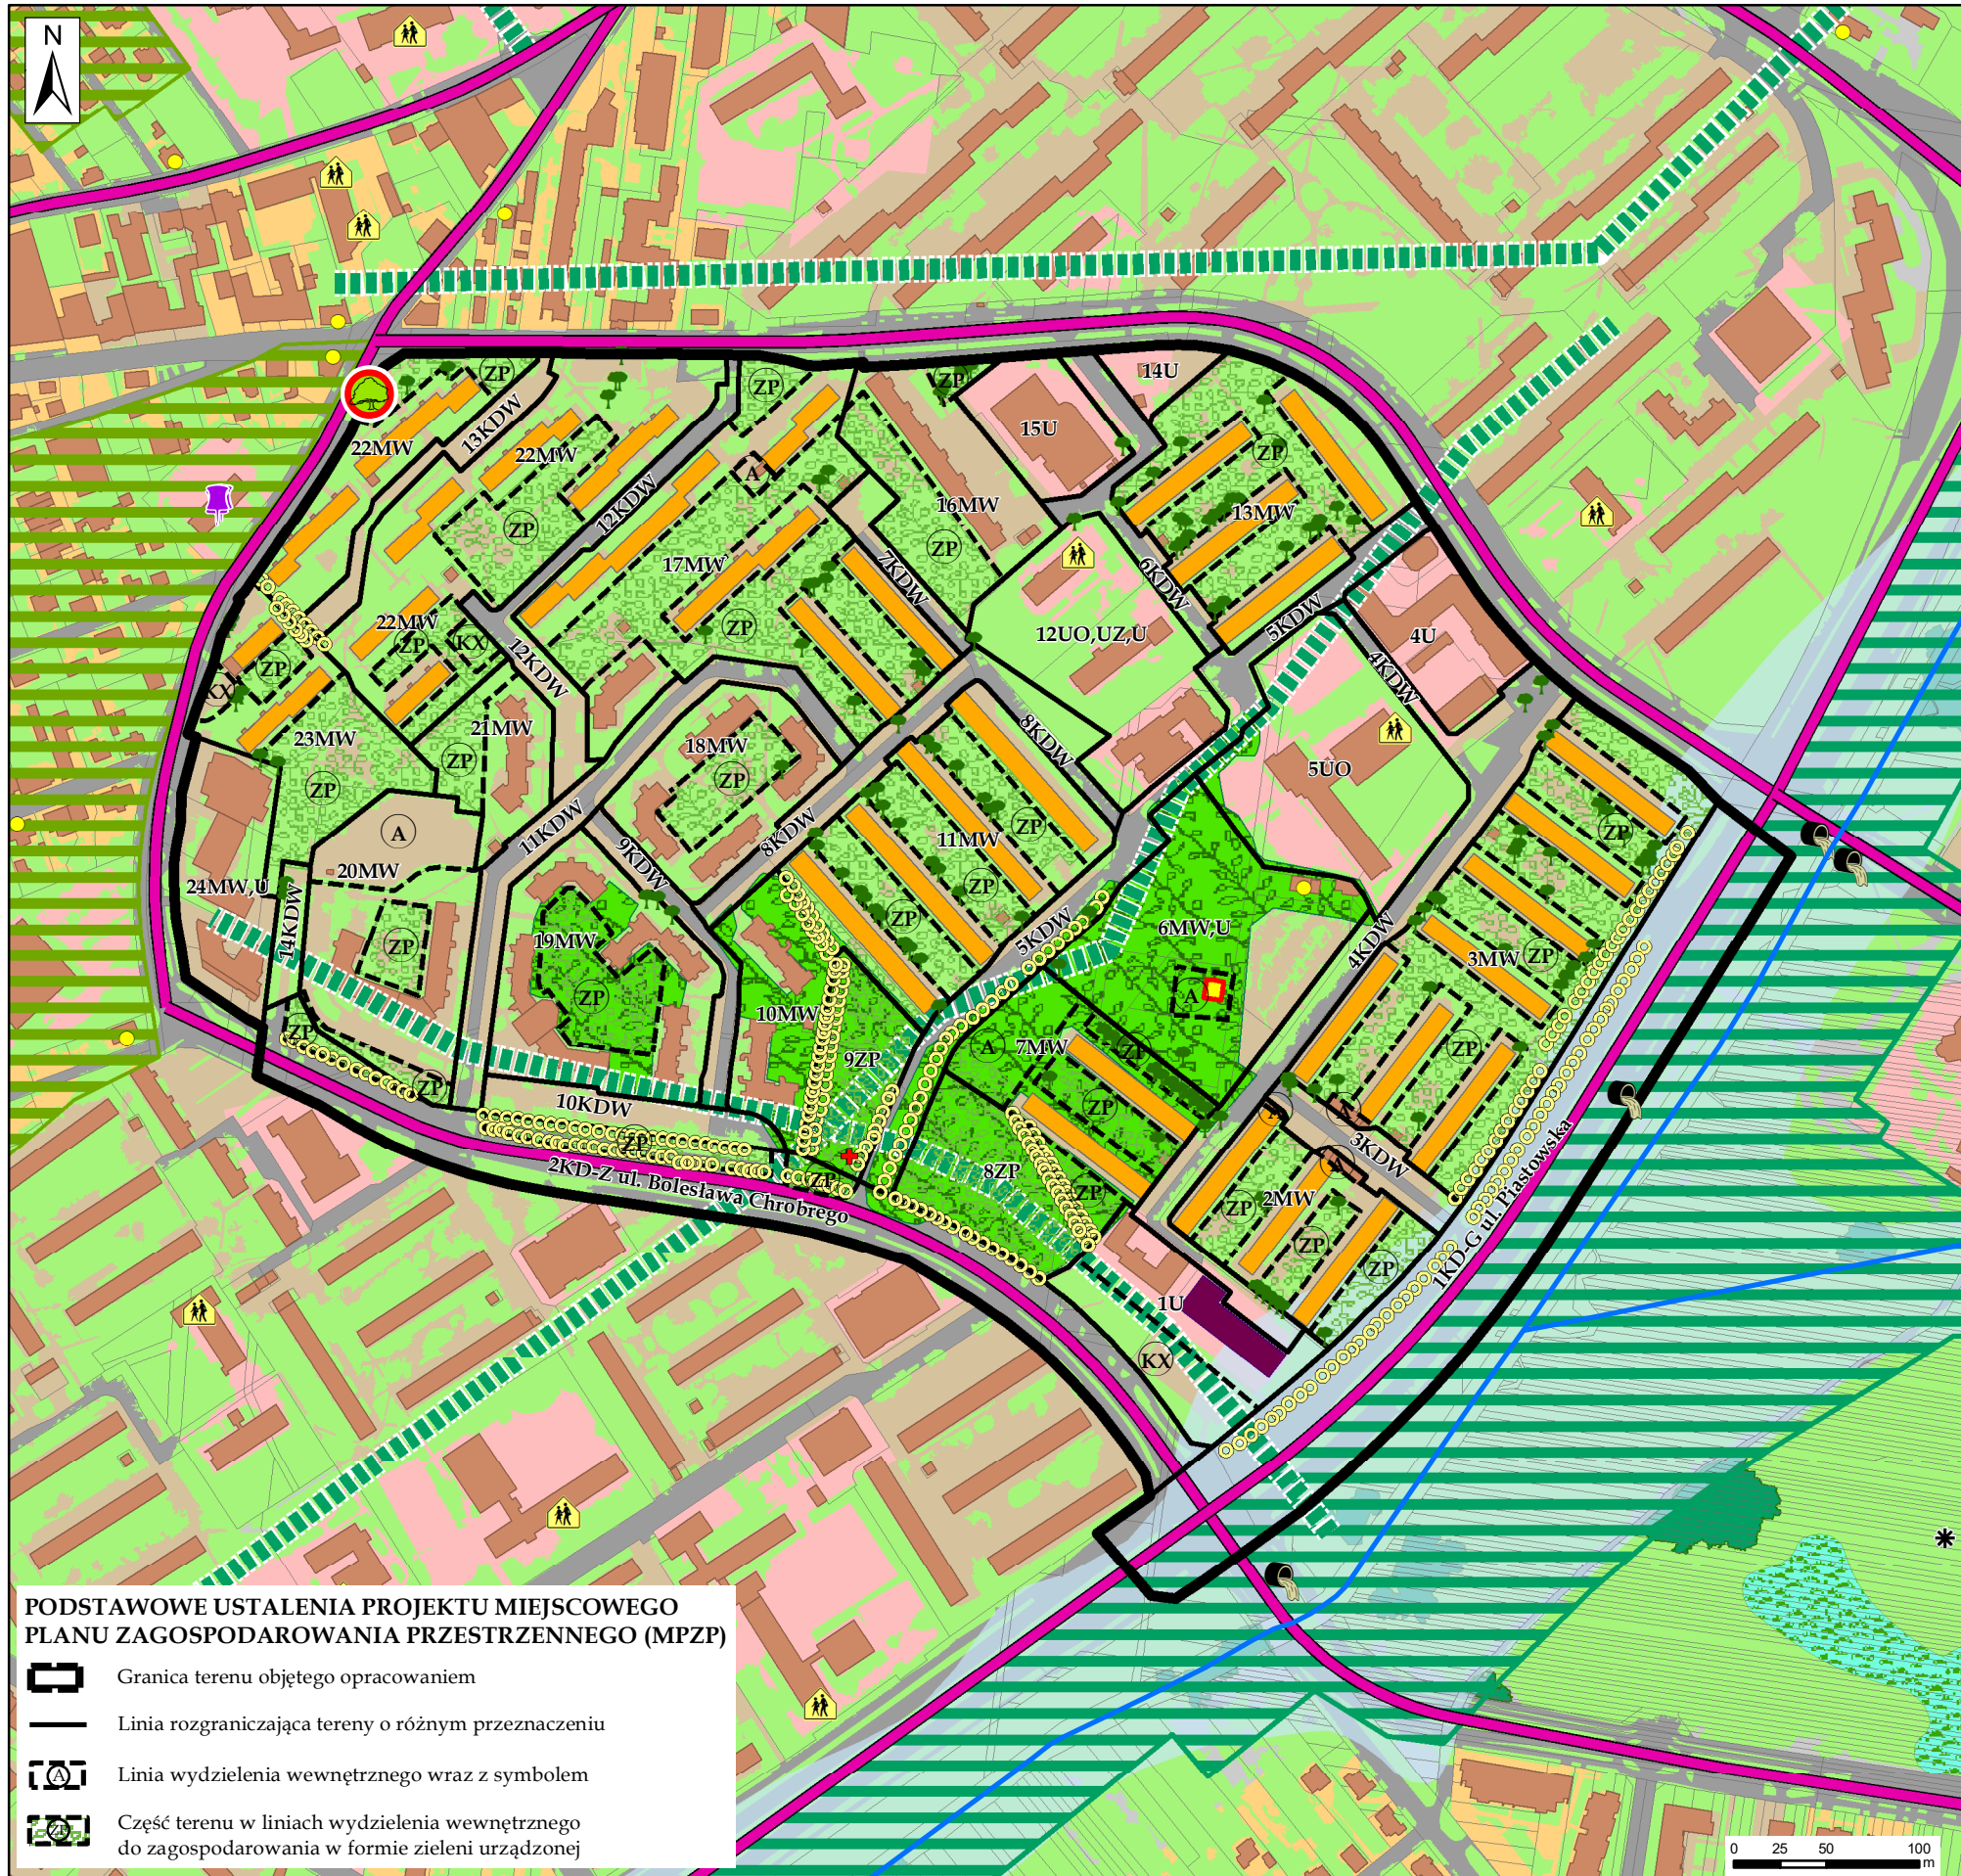 N
ZP
ZP
ZP
14U
13KDW
22MW
22MW
15U
ZP
A
12KDW
16MW
13MW
ZP
ZP
17MW
7KDW
6KDW
22MW
ZP
KX
ZP
12UO,UZ,U
5KDW
4U
12KDW
4KDW
ZP
KX
21MW
23MW
18MW
8KDW
ZP
ZP
ZP
5UO
A
11KDW
8KDW
11MW
ZP
ZP
9KDW
20MW
24MW,U
14KDW
ZP
ZP
5KDW
6MW,U
4KDW
19MW
ZP
ZP
3MW
ZP
A
10MW
9ZP
A
7MW
ZP
ZP
ZP
ZP
10KDW
ZP
A
A
3KDW
A
2KD-Z ul. Bolesława Chrobrego
ZP
8ZP
ZP
2MW
ZP
ZP
ZP
1KD-G ul. Piastowska
1U
KX
PODSTAWOWE USTALENIA PROJEKTU MIEJSCOWEGO
PLANU ZAGOSPODAROWANIA PRZESTRZENNEGO (MPZP)
Granica terenu objętego opracowaniem
Linia rozgraniczająca tereny o różnym przeznaczeniu
A
Linia wydzielenia wewnętrznego wraz z symbolem
ZP
Część terenu w liniach wydzielenia wewnętrznego
do zagospodarowania w formie zieleni urządzonej
0 25 50 100
m